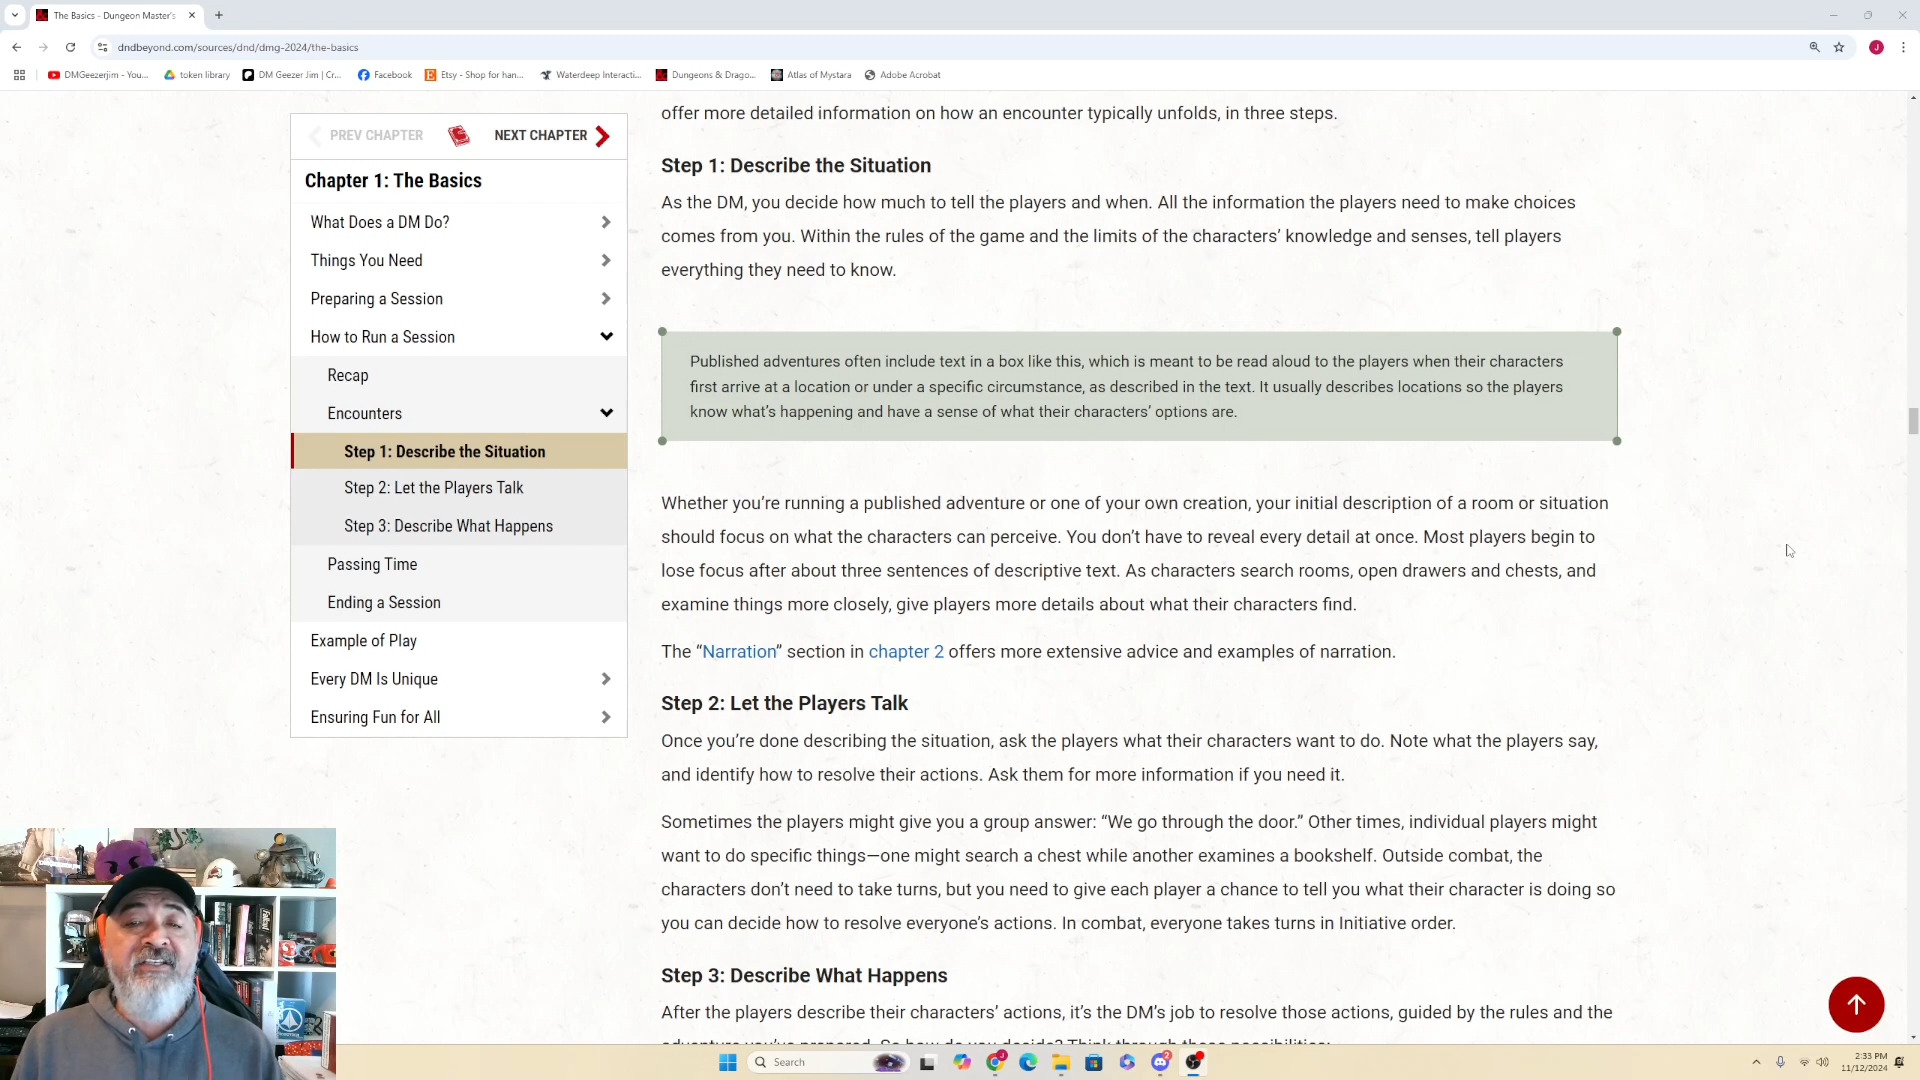 The Basics - Dungeon Master's
dndbeyond.com/sources/dnd/dmg-2024/the-basics
J
DMGeezerjim - You...
token library
DM Geezer Jim | Cr...
Facebook
Etsy - Shop for han...
Waterdeep Interacti...
Dungeons & Drago...
Atlas of Mystara
Adobe Acrobat
PREV CHAPTER
NEXT CHAPTER
Chapter 1: The Basics
What Does a DM Do?
Things You Need
Preparing a Session
How to Run a Session
Recap
Encounters
Step 1: Describe the Situation
Step 2: Let the Players Talk
Step 3: Describe What Happens
Passing Time
Ending a Session
Example of Play
Every DM Is Unique
Ensuring Fun for All
offer more detailed information on how an encounter typically unfolds, in three steps.
Step 1: Describe the Situation
As the DM, you decide how much to tell the players and when. All the information the players need to make choices
comes from you. Within the rules of the game and the limits of the characters’ knowledge and senses, tell players
everything they need to know.
Published adventures often include text in a box like this, which is meant to be read aloud to the players when their characters
first arrive at a location or under a specific circumstance, as described in the text. It usually describes locations so the players
know what’s happening and have a sense of what their characters’ options are.
Whether you’re running a published adventure or one of your own creation, your initial description of a room or situation
should focus on what the characters can perceive. You don’t have to reveal every detail at once. Most players begin to
lose focus after about three sentences of descriptive text. As characters search rooms, open drawers and chests, and
examine things more closely, give players more details about what their characters find.
The “Narration” section in chapter 2 offers more extensive advice and examples of narration.
Step 2: Let the Players Talk
Once you’re done describing the situation, ask the players what their characters want to do. Note what the players say,
and identify how to resolve their actions. Ask them for more information if you need it.
Sometimes the players might give you a group answer: “We go through the door.” Other times, individual players might
want to do specific things—one might search a chest while another examines a bookshelf. Outside combat, the
characters don’t need to take turns, but you need to give each player a chance to tell you what their character is doing so
you can decide how to resolve everyone’s actions. In combat, everyone takes turns in Initiative order.
Step 3: Describe What Happens
After the players describe their characters’ actions, it’s the DM’s job to resolve those actions, guided by the rules and the
adventure you’ve prepared. So how do you decide? Think through these possibilities:
Search
2:33 PM
11/12/2024